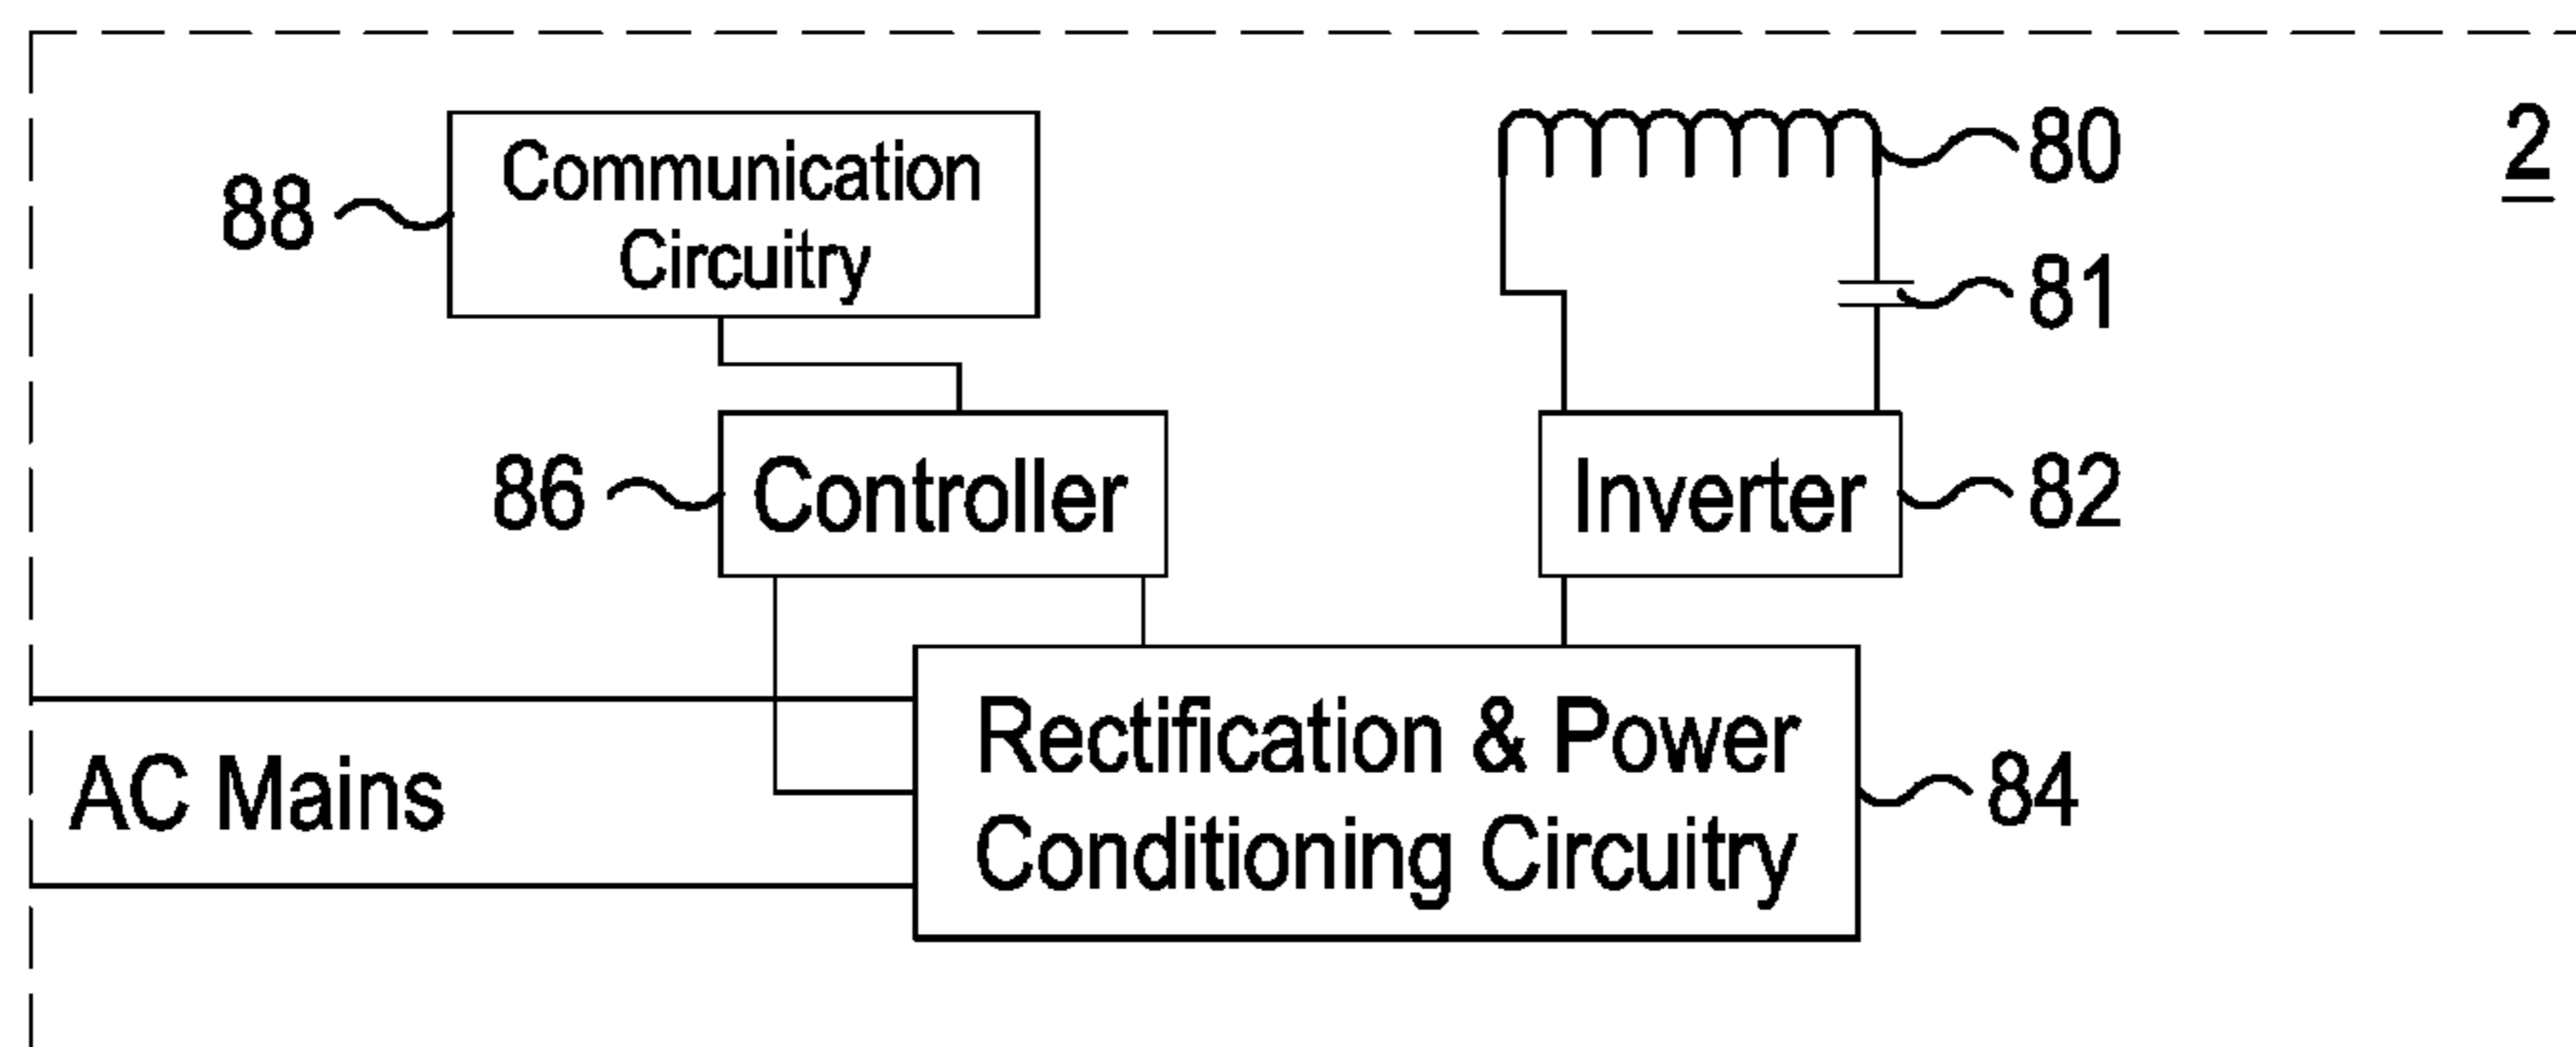 2
80
Communication
Circuitry
88
81
86
Controller
Inverter
82
Rectification & Power
Conditioning Circuitry
AC Mains
84